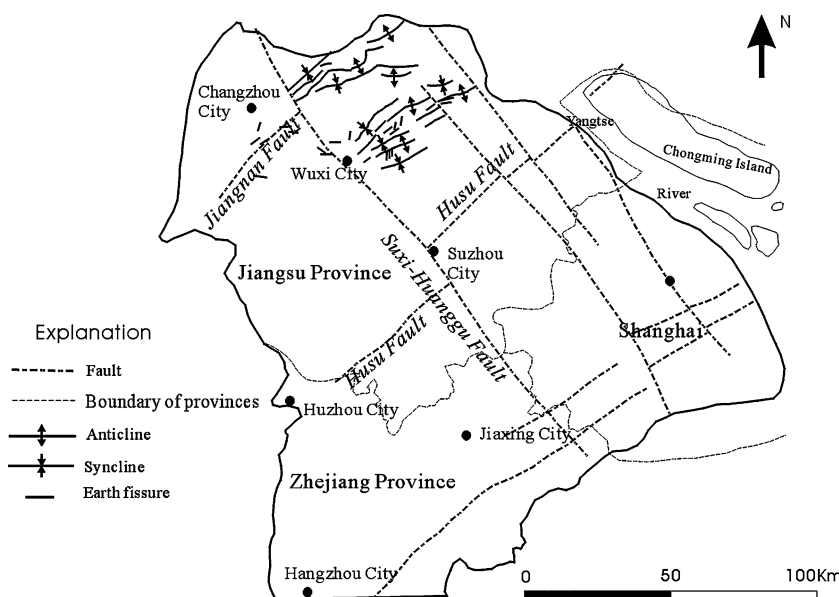 N
Changzhou
City
Yangtse
Chongming Island
Jiangnan Fault
Wuxi City
Husu Fault
River
Suzhou
City
Jiangsu Province
Suxi-Huanggu Fault
Explanation
Shanghai
Fault
Husu Fault
Boundary of provinces
Huzhou City
Anticline
Jiaxing City
Syncline
Zhejiang Province
Earth fissure
Hangzhou City
0 50 100Km